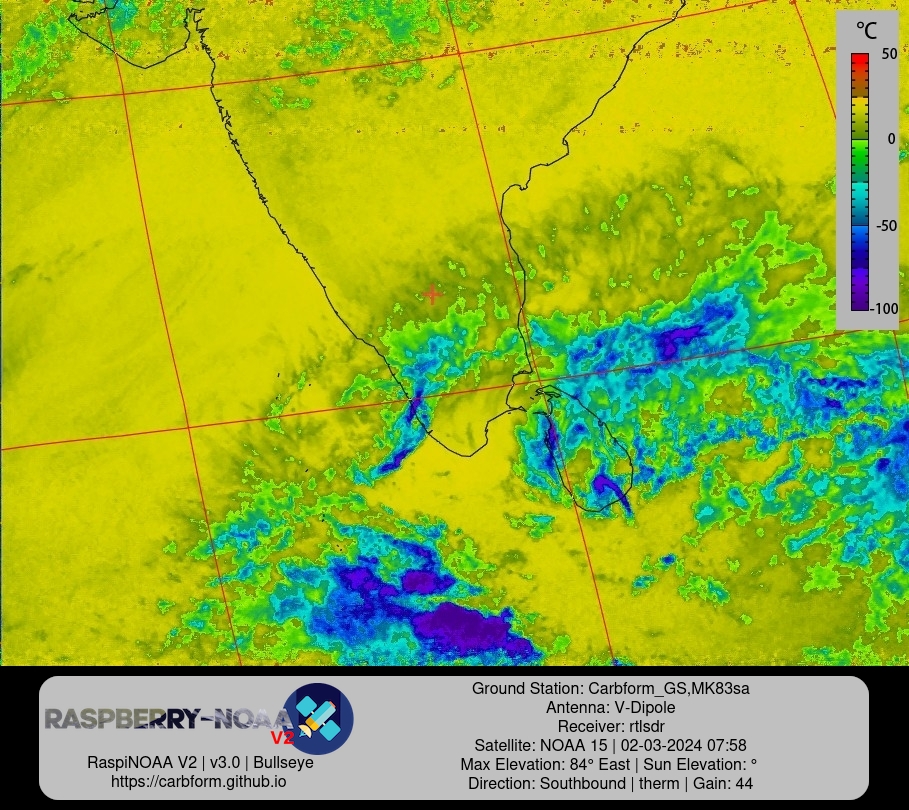 °C
50
0
-50
-100
RASPBERRY-NOAA
V2
RaspiNOAA V2 | v3.0 | Bullseye
https://carbform.github.io
Ground Station: Carbform_GS,MK83sa
Antenna: V-Dipole
Receiver: rtlsdr
Satellite: NOAA 15 | 02-03-2024 07:58
Max Elevation: 84° East | Sun Elevation: °
Direction: Southbound | therm | Gain: 44